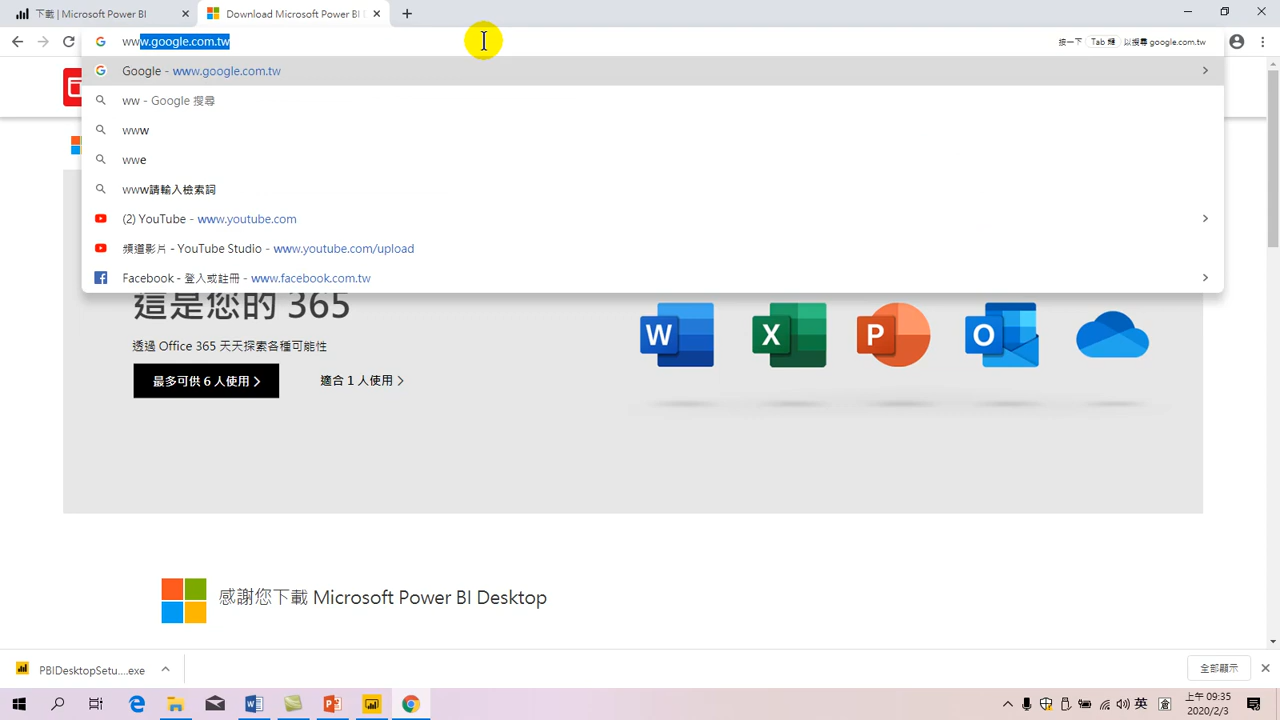 下載 | Microsoft Power BI
Download Microsoft Power BI
www.google.com.tw
按一下 Tab 鍵 以搜尋 google.com.tw
Google - www.google.com.tw
ww - Google 搜尋
www
wwe
www請輸入檢索詞
(2) YouTube - www.youtube.com
頻道影片 - YouTube Studio - www.youtube.com/upload
Facebook - 登入或註冊 - www.facebook.com.tw
這是您的 365
透過 Office 365 天天探索各種可能性
最多可供 6 人使用
適合 1 人使用
W
X
P
O
感謝您下載 Microsoft Power BI Desktop
PBIDesktopSetu....exe
全部顯示
英
上午 09:35
2020/2/3